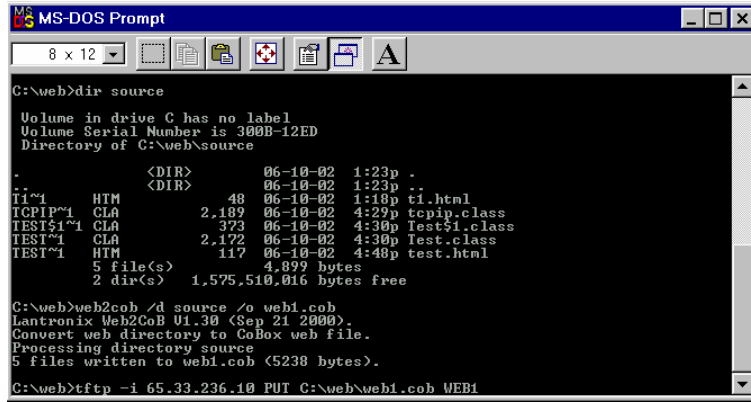 MS-DOS Prompt
8 x 12
A
C:\web>dir source
Volume in drive C has no label
Volume Serial Number is 300B-12ED
Directory of C:\web\source
. <DIR> 06-10-02 1:23p .
.. <DIR> 06-10-02 1:23p ..
T1~1 HTM 48 06-10-02 1:18p t1.html
TCPIP~1 CLA 2,189 06-10-02 4:29p tcpip.class
TEST$1~1 CLA 373 06-10-02 4:30p Test$1.class
TEST~1 CLA 2,172 06-10-02 4:30p Test.class
TEST~1 HTM 117 06-10-02 4:48p test.html
5 file(s) 4,899 bytes
2 dir(s) 1,575,510,016 bytes free
C:\web>web2cob /d source /o web1.cob
Lantronix Web2CoB V1.30 (Sep 21 2000).
Convert web directory to CoBox web file.
Processing directory source
5 files written to web1.cob (5238 bytes).
C:\web>tftp -i 65.33.236.10 PUT C:\web\web1.cob WEB1